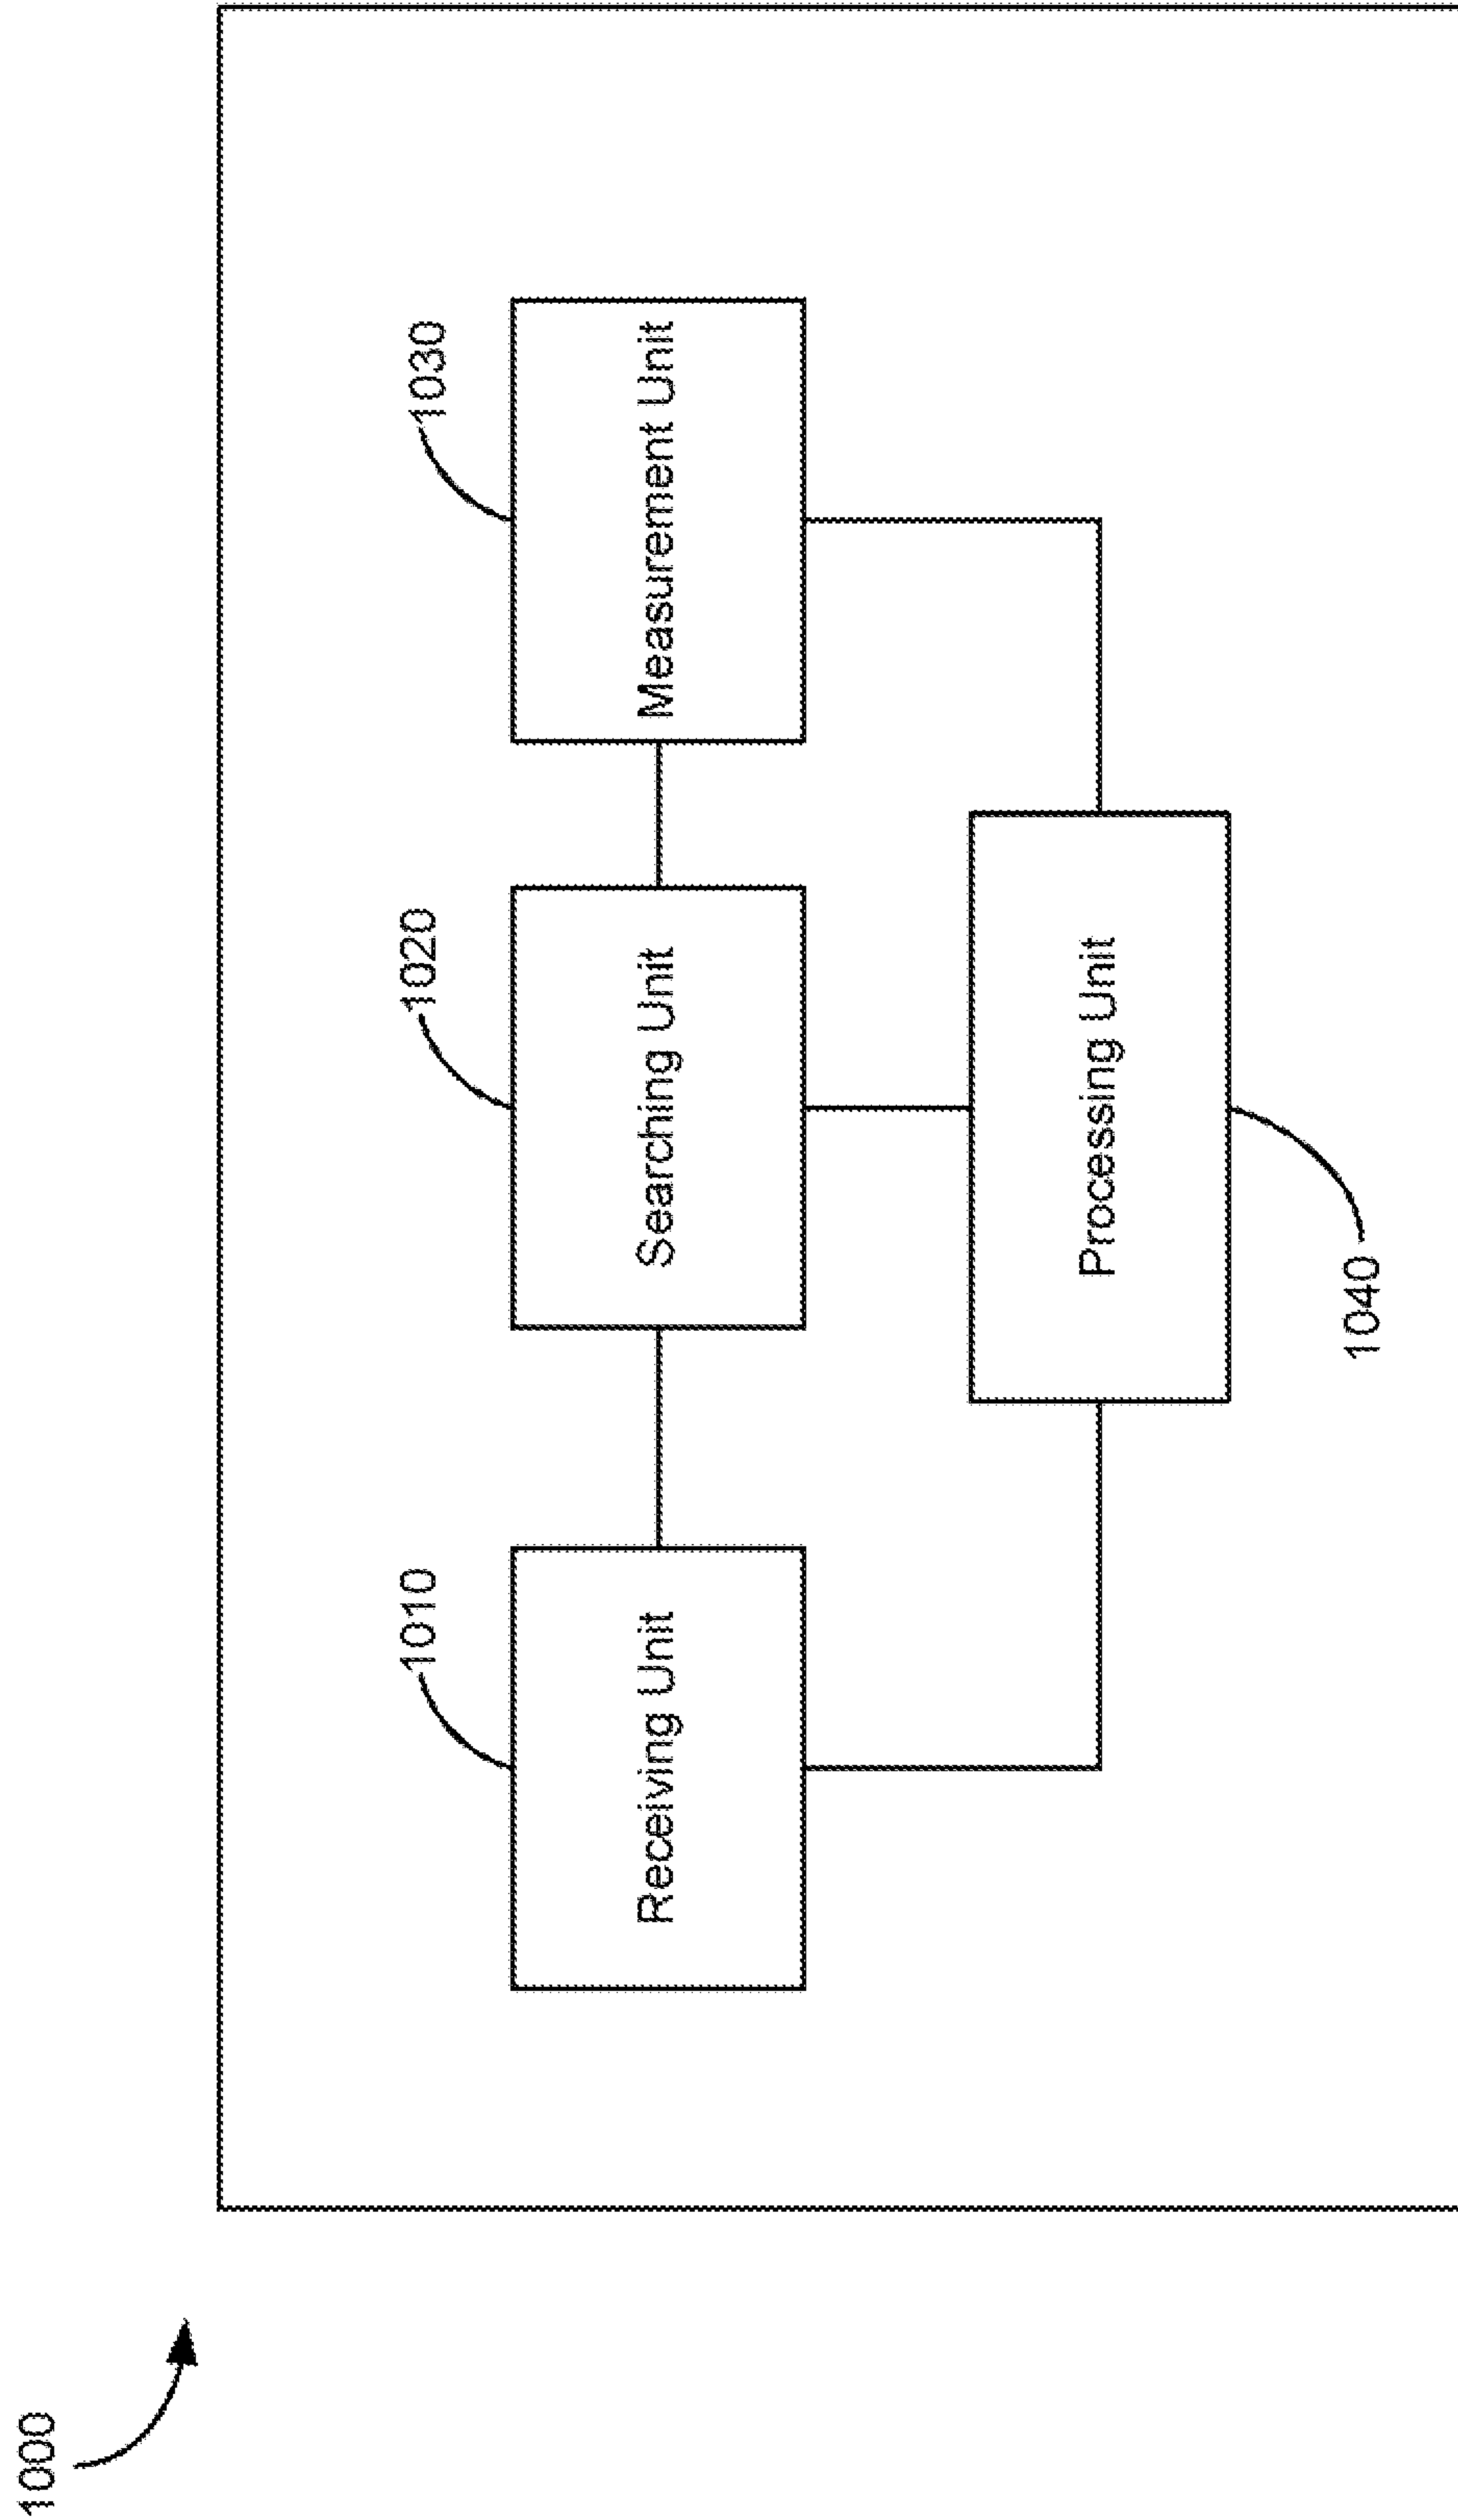 1000
1010
1020
1030
Receiving Unit
Searching Unit
Measurement Unit
Processing Unit
1040